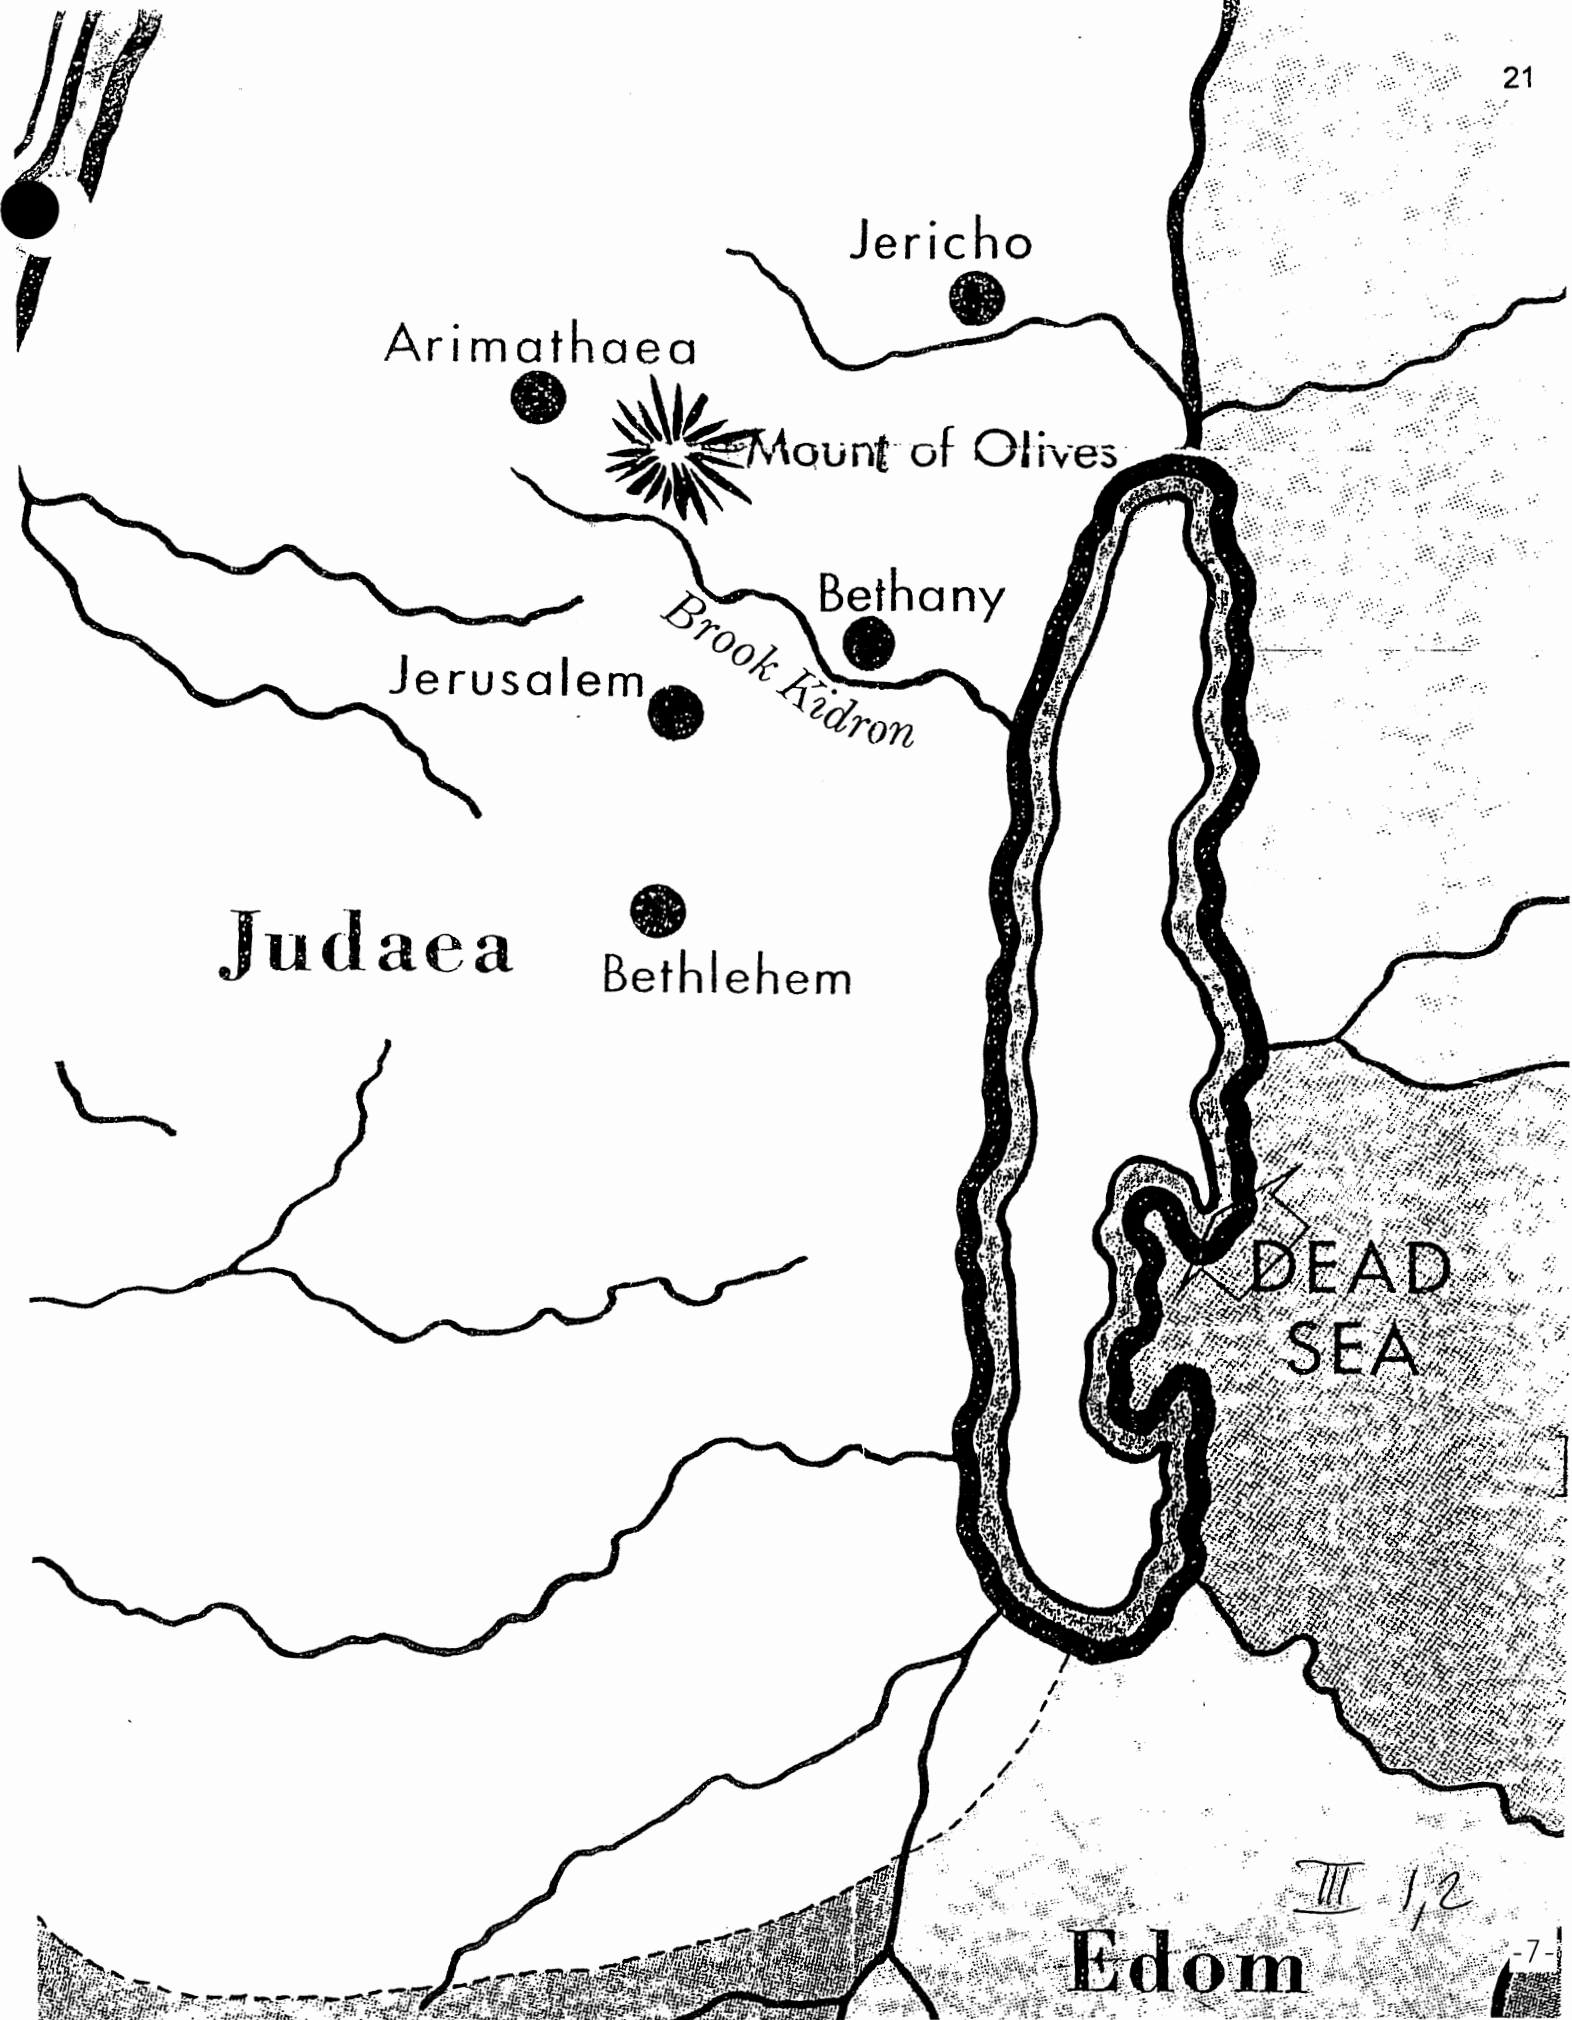 21
Jericho
Arimathaea
Mount of Olives
Bethany
Brook Kidron
Jerusalem
Judaea
Bethlehem
DEAD
SEA
III 1,2
Edom
-7-